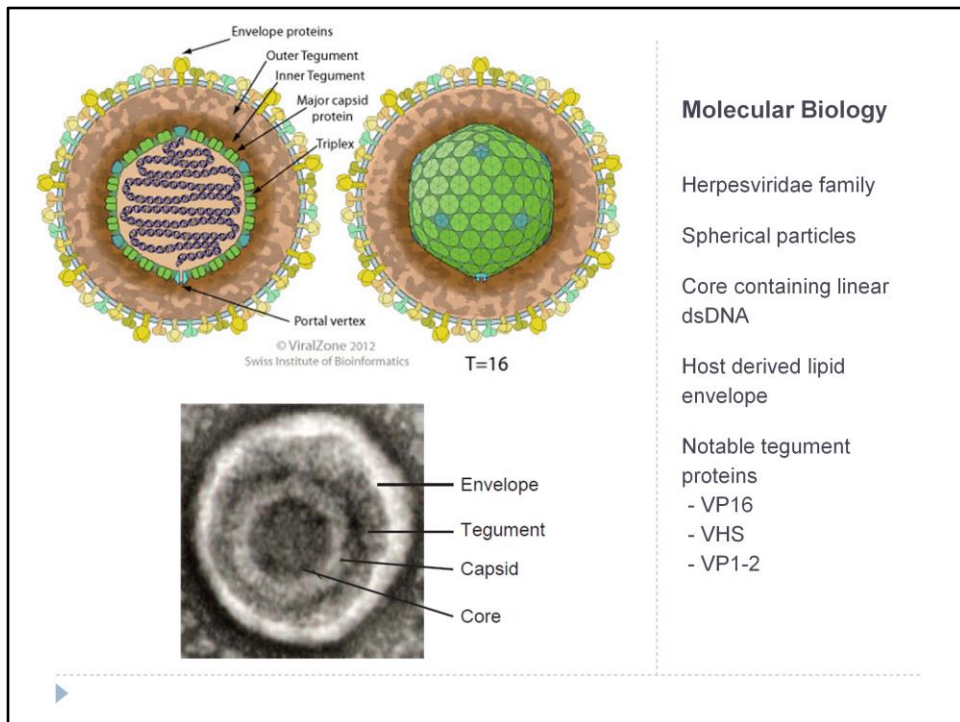 Envelope proteins
Outer Tegument
Inner Tegument
Major capsid
protein
Triplex
Portal vertex
© ViralZone 2012
Swiss Institute of Bioinformatics
T=16
Envelope
Tegument
Capsid
Core
Molecular Biology
Herpesviridae family
Spherical particles
Core containing linear
dsDNA
Host derived lipid
envelope
Notable tegument
proteins
- VP16
- VHS
- VP1-2